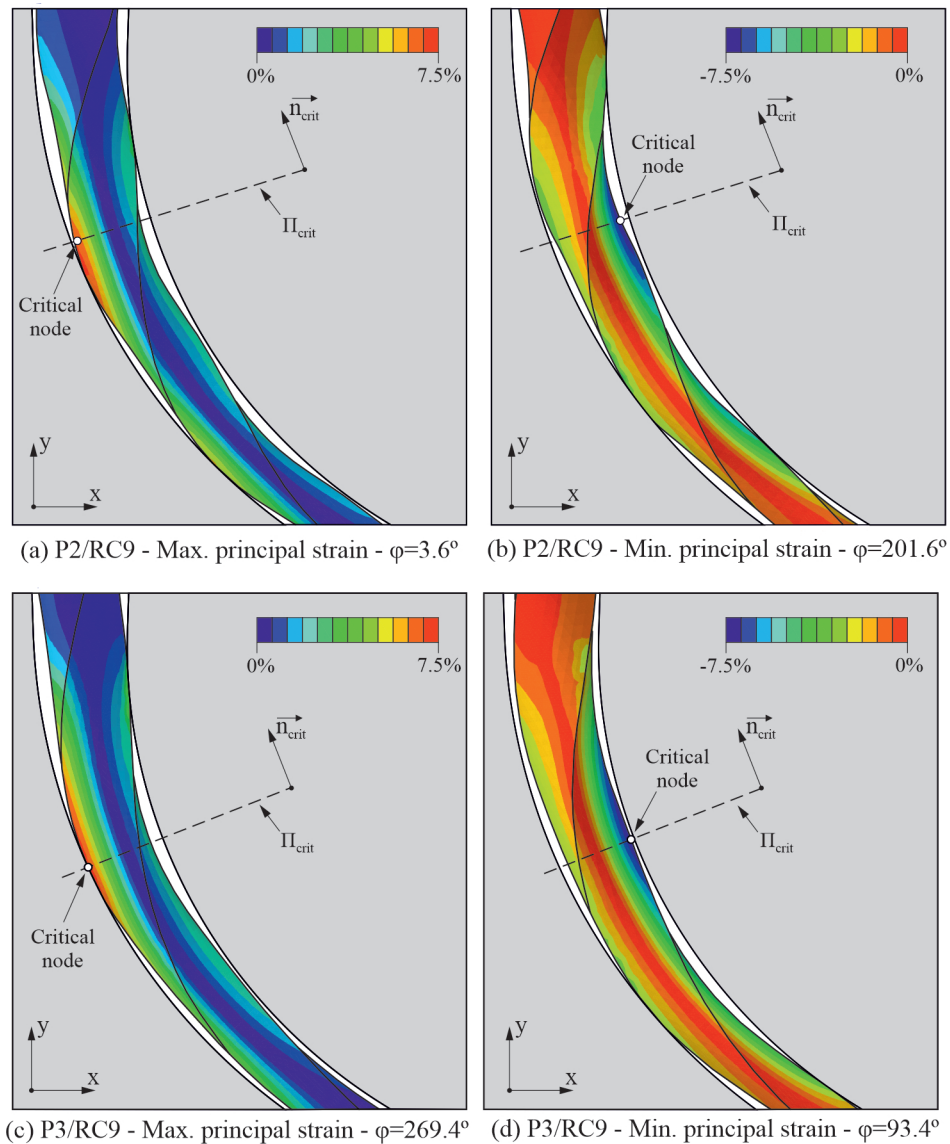 0%
7.5%
n_crit
Π_crit
Critical
node
y
x
(a) P2/RC9 - Max. principal strain - φ=3.6º
-7.5%
0%
n_crit
Critical
node
Π_crit
y
x
(b) P2/RC9 - Min. principal strain - φ=201.6º
0%
7.5%
n_crit
Π_crit
Critical
node
y
x
(c) P3/RC9 - Max. principal strain - φ=269.4º
-7.5%
0%
n_crit
Critical
node
Π_crit
y
x
(d) P3/RC9 - Min. principal strain - φ=93.4º